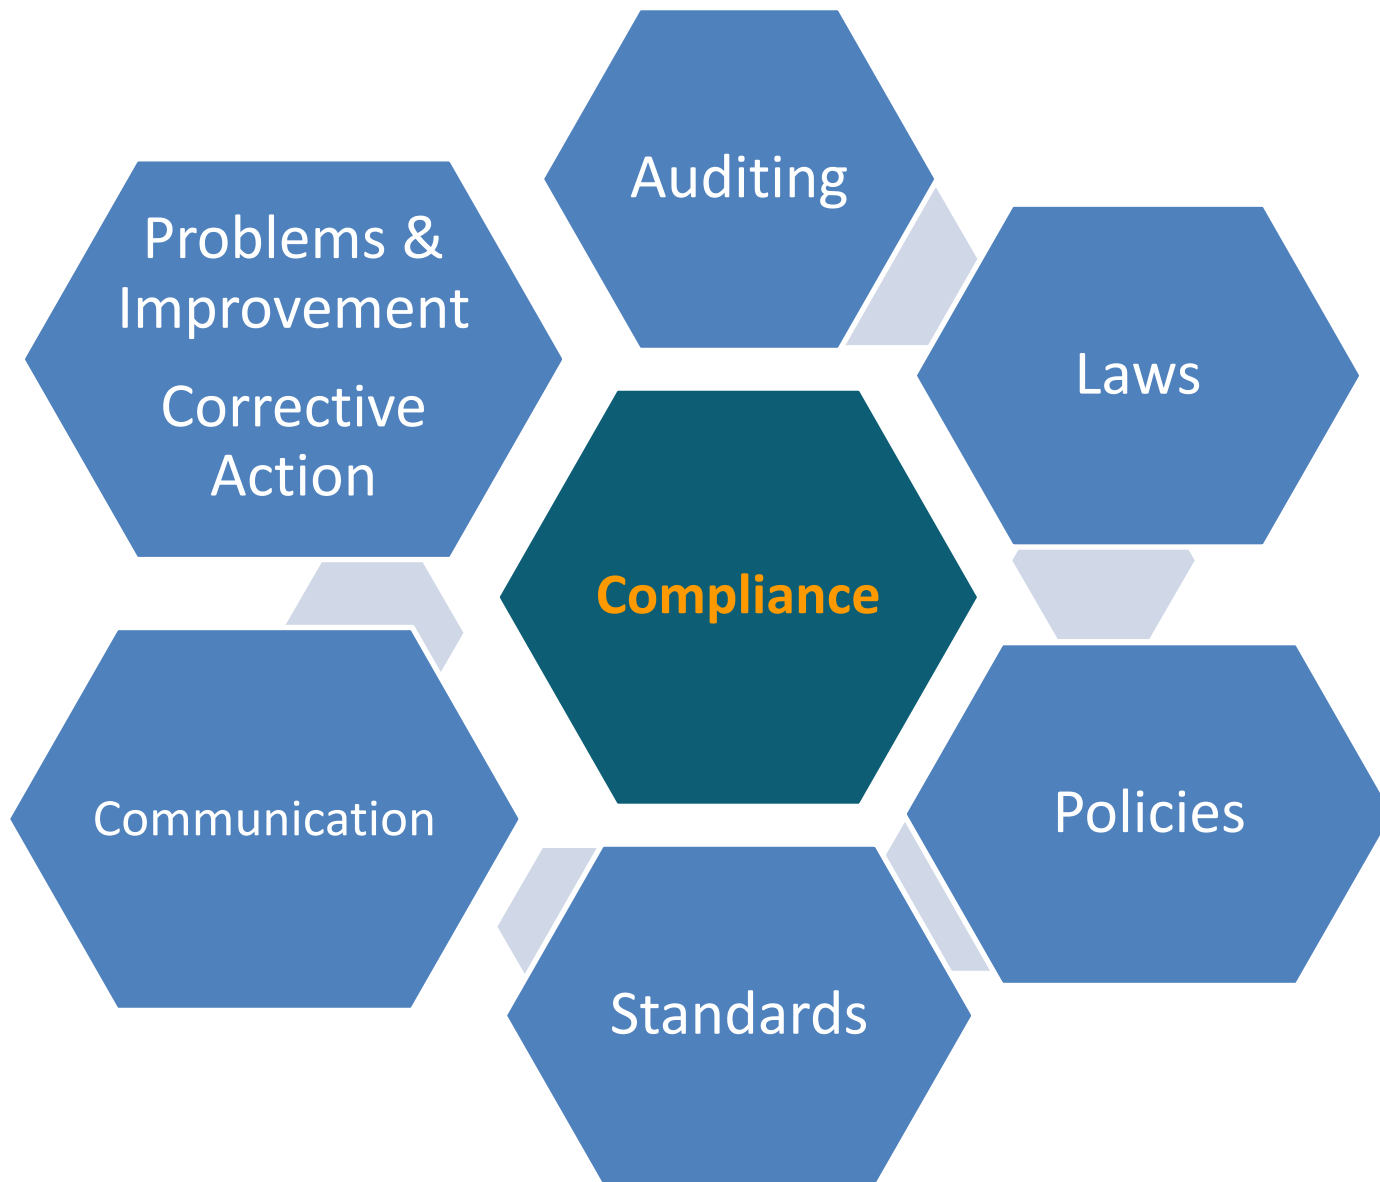 Auditing
Problems &
Improvement
Corrective
Action
Laws
Compliance
Communication
Policies
Standards